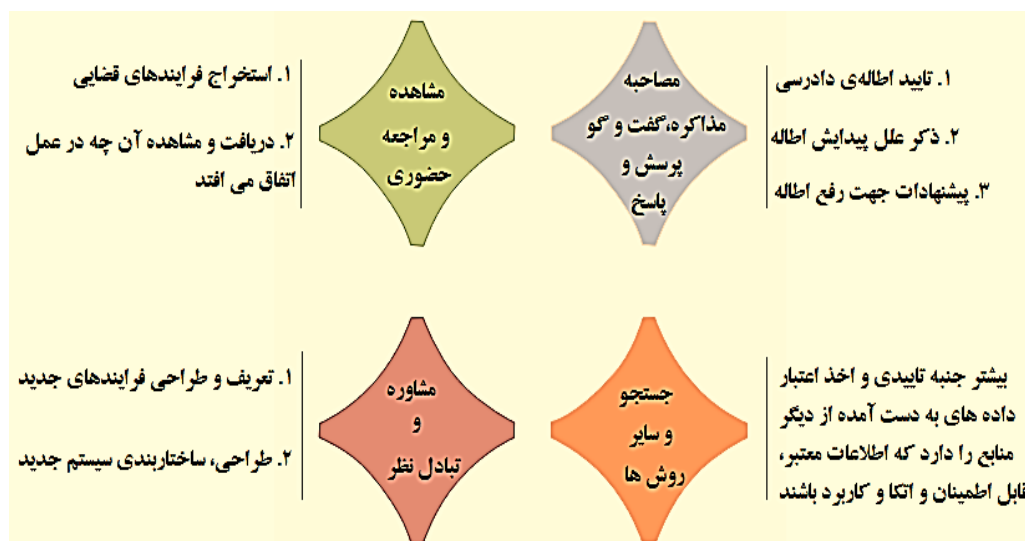 مصاحبه
مذاکره،گفت و گو
پرسش و
پاسخ
۱. تایید اطاله‌ی دادرسی
۲. ذکر علل پیدایش اطاله
۳. پیشنهادات جهت رفع اطاله
مشاهده
و مراجعه
حضوری
۱. استخراج فرایندهای قضایی
۲. دریافت و مشاهده آن چه در عمل
اتفاق می افتد
جستجو
و سایر
روش ها
بیشتر جنبه تاییدی و اخذ اعتبار
داده های به دست آمده از دیگر
منابع را دارد که اطلاعات معتبر،
قابل اطمینان و اتکا و کاربرد باشند
مشاوره
و
تبادل نظر
۱. تعریف و طراحی فرایندهای جدید
۲. طراحی، ساختاربندی سیستم جدید